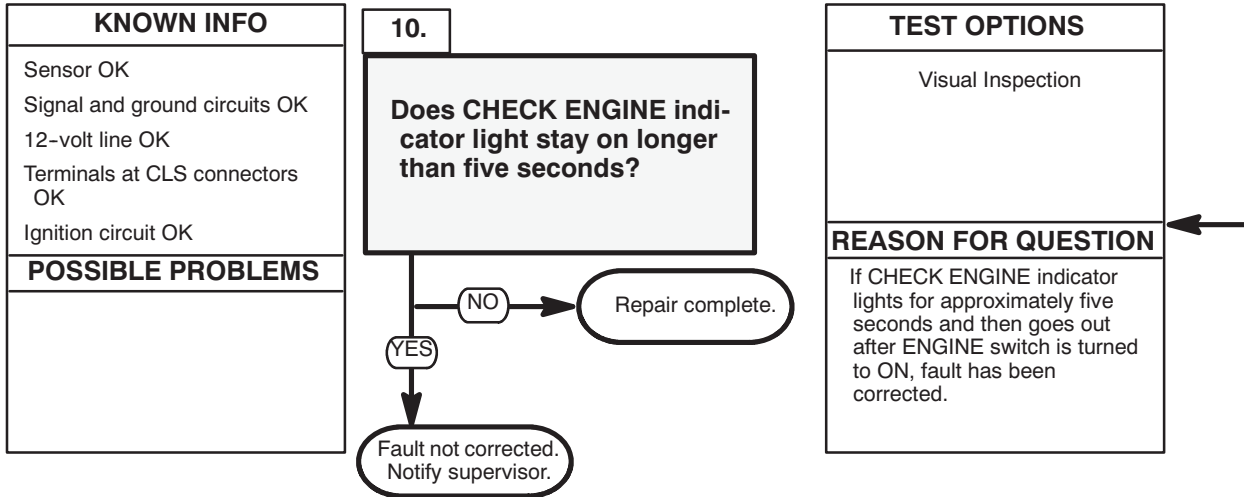 KNOWN INFO
Sensor OK
Signal and ground circuits OK
12-volt line OK
Terminals at CLS connectors
OK
Ignition circuit OK
POSSIBLE PROBLEMS
10.
Does CHECK ENGINE indi-
cator light stay on longer
than five seconds?
NO
Repair complete.
YES
Fault not corrected.
Notify supervisor.
TEST OPTIONS
Visual Inspection
REASON FOR QUESTION
If CHECK ENGINE indicator
lights for approximately five
seconds and then goes out
after ENGINE switch is turned
to ON, fault has been
corrected.